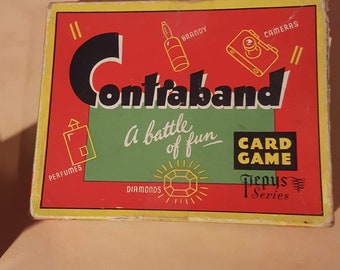 BRANDY
CAMERAS
"Contraband"
A battle
of fun
CARD
GAME
PERFUMES
DIAMONDS
Pepys
Series